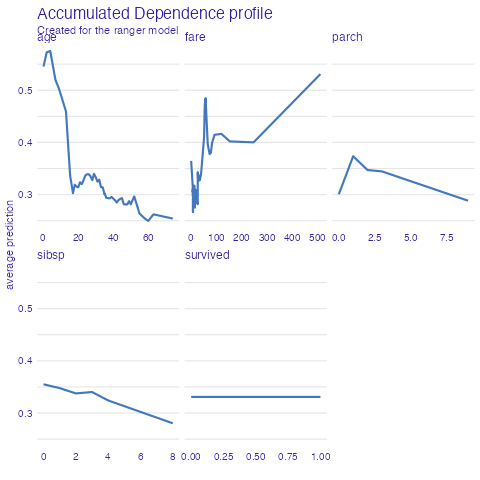 Accumulated Dependence profile
Created for the ranger model
age fare parch
0.5
0.4
0.3
0 20 40 60 0 100 200 300 400 500 0.0 2.5 5.0 7.5
average prediction
sibsp survived
0.5
0.4
0.3
0 2 4 6 8 0.00 0.25 0.50 0.75 1.00